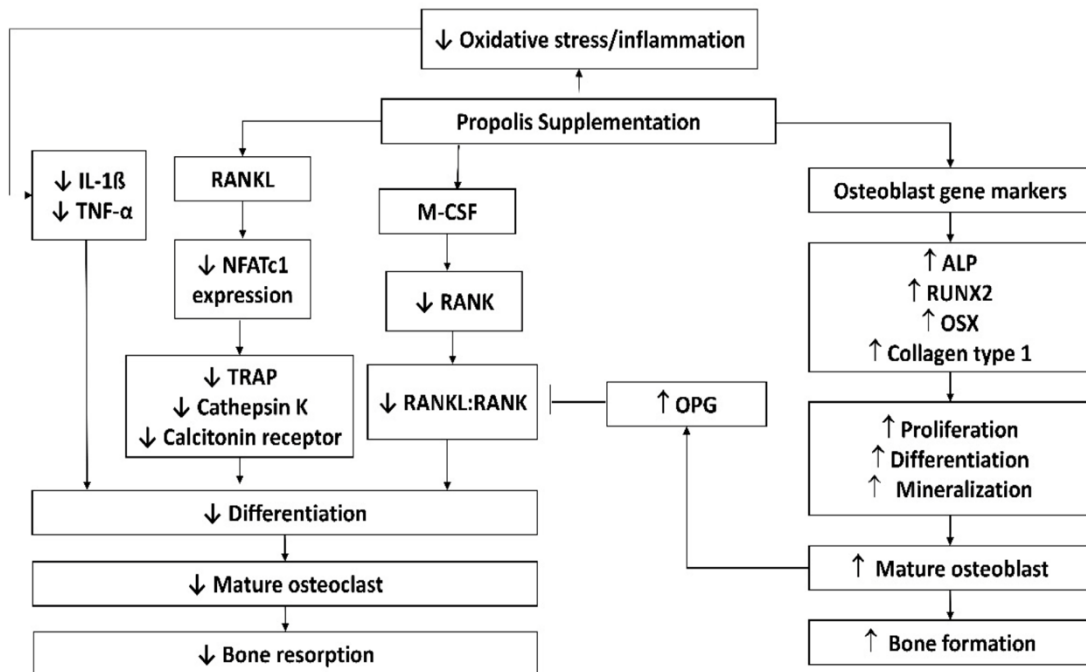 ↓ Oxidative stress/inflammation
Propolis Supplementation
↓ IL-1ß
↓ TNF-α
RANKL
↓ NFATc1
expression
↓ TRAP
↓ Cathepsin K
↓ Calcitonin receptor
M-CSF
↓ RANK
↓ RANKL:RANK
↑ OPG
Osteoblast gene markers
↑ ALP
↑ RUNX2
↑ OSX
↑ Collagen type 1
↑ Proliferation
↑ Differentiation
↑ Mineralization
↑ Mature osteoblast
↑ Bone formation
↓ Differentiation
↓ Mature osteoclast
↓ Bone resorption